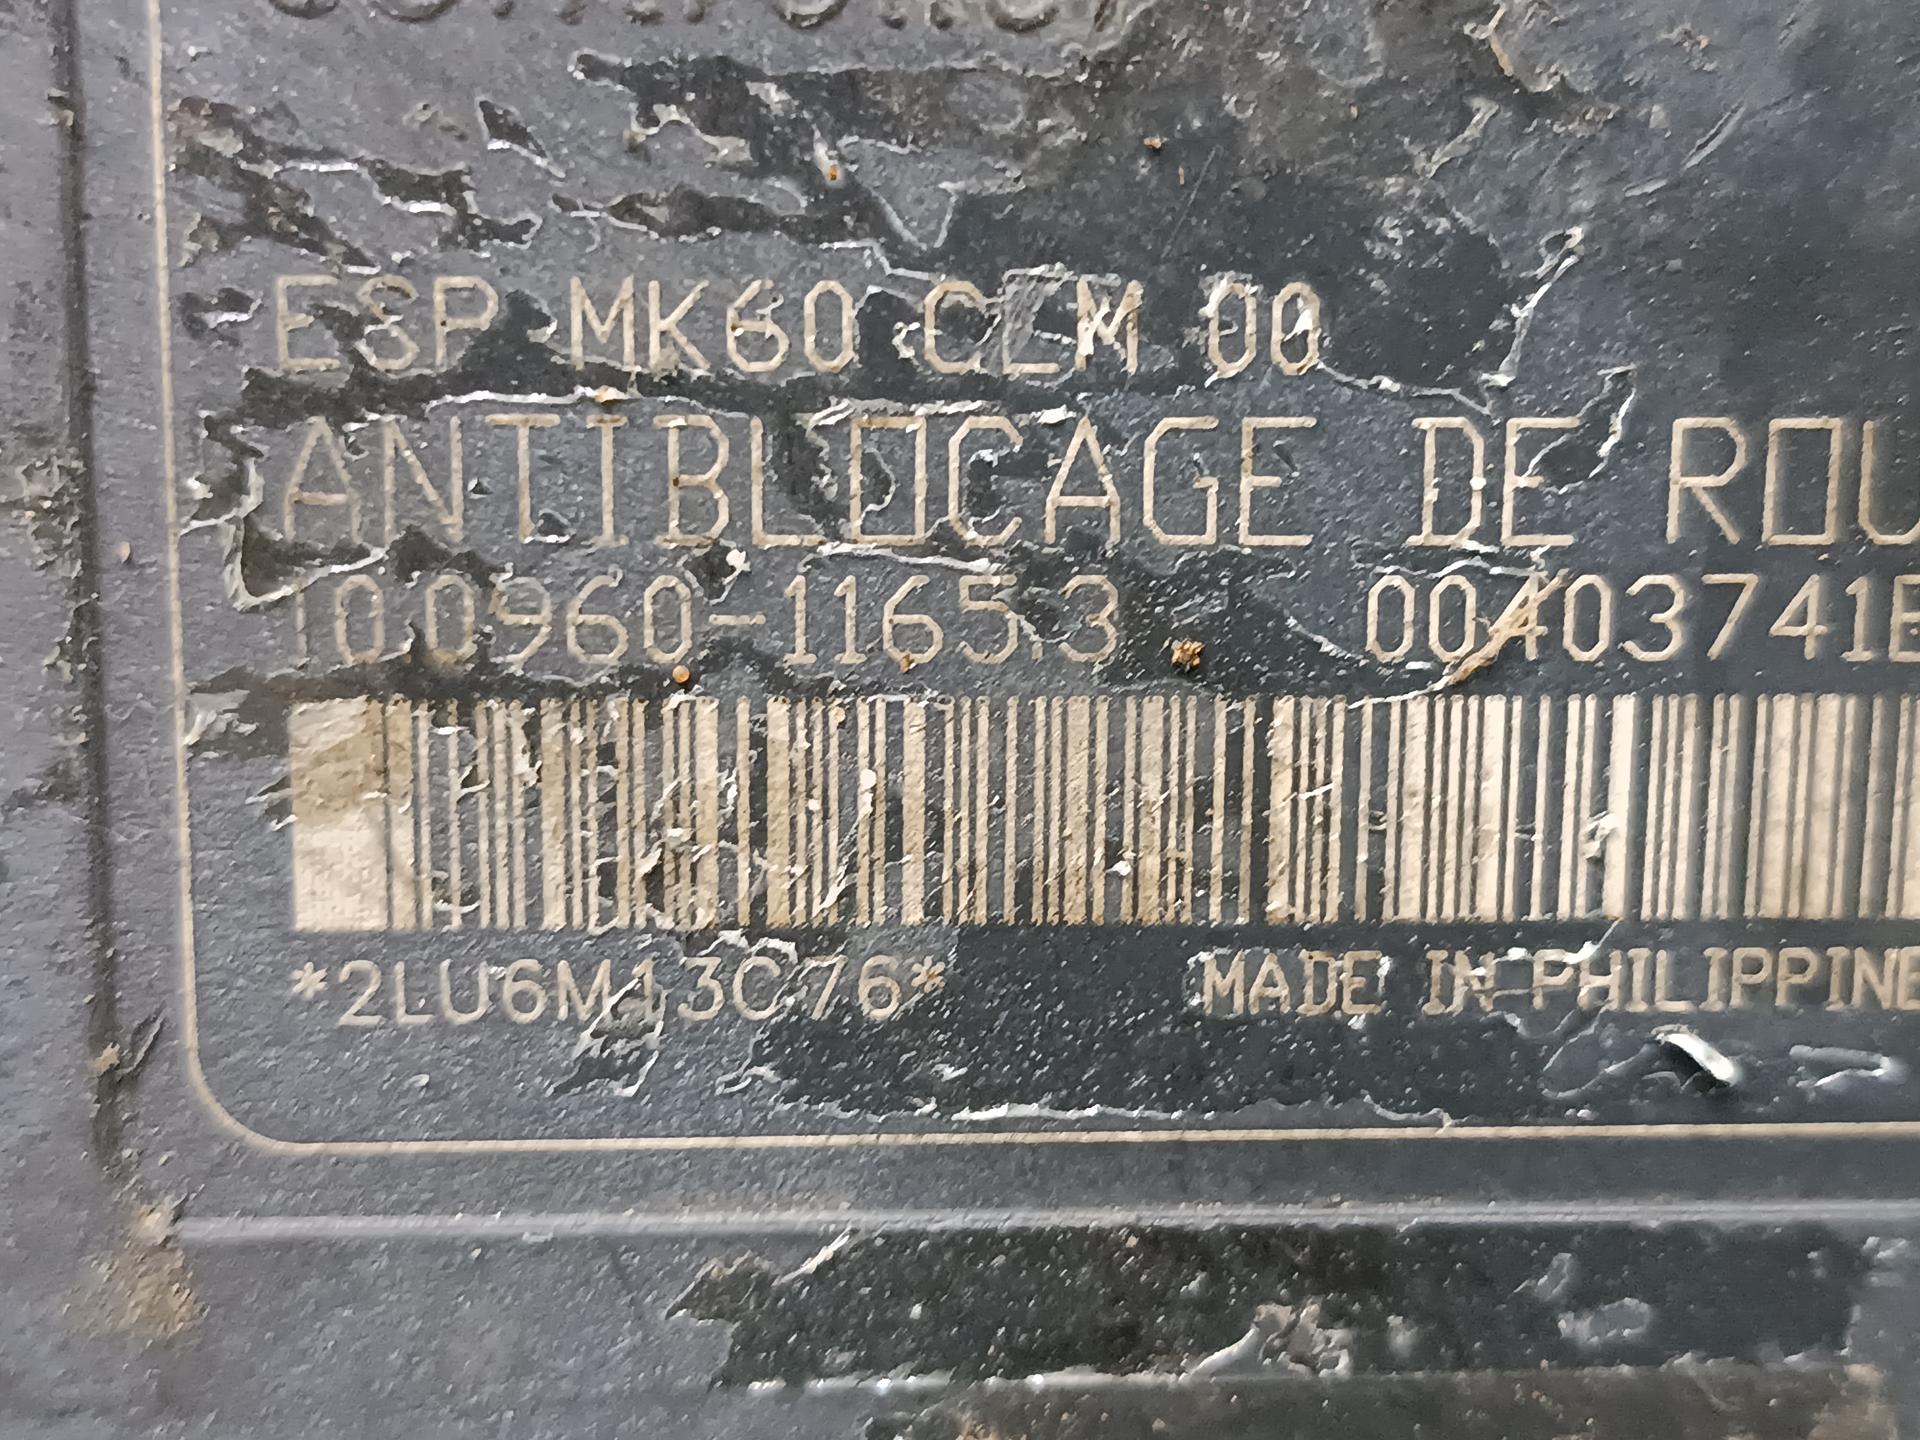 ESP MK60 CLM 00
ANTIBLOCAGE DE ROU
10.0960-1165.3 00403741E
*2LU6M13C76* MADE IN PHILIPPINE